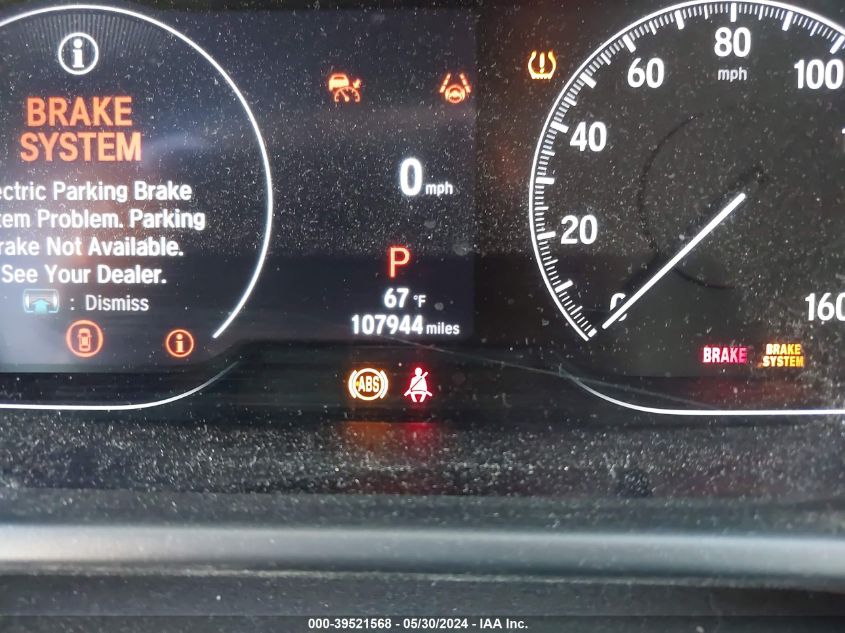 BRAKE
SYSTEM
ectric Parking Brake
tem Problem. Parking
rake Not Available.
See Your Dealer.
: Dismiss
0 mph
P
67 °F
107944 miles
ABS
0
20
40
60
80
100
160
mph
BRAKE
BRAKE
SYSTEM
000-39521568 - 05/30/2024 - IAA Inc.